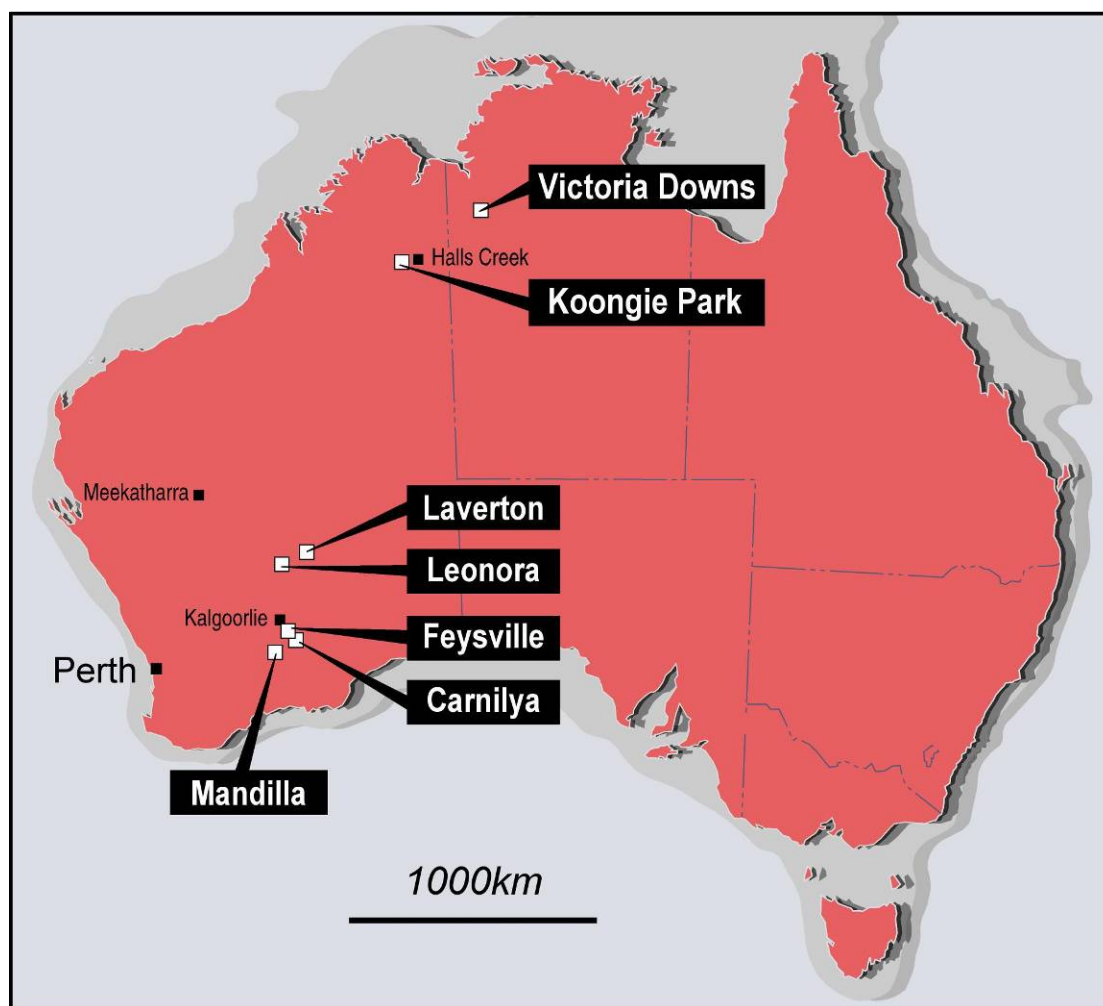 Victoria Downs
Halls Creek
Koongie Park
Meekatharra
Laverton
Leonora
Kalgoorlie
Feysville
Perth
Carnilya
Mandilla
1000km